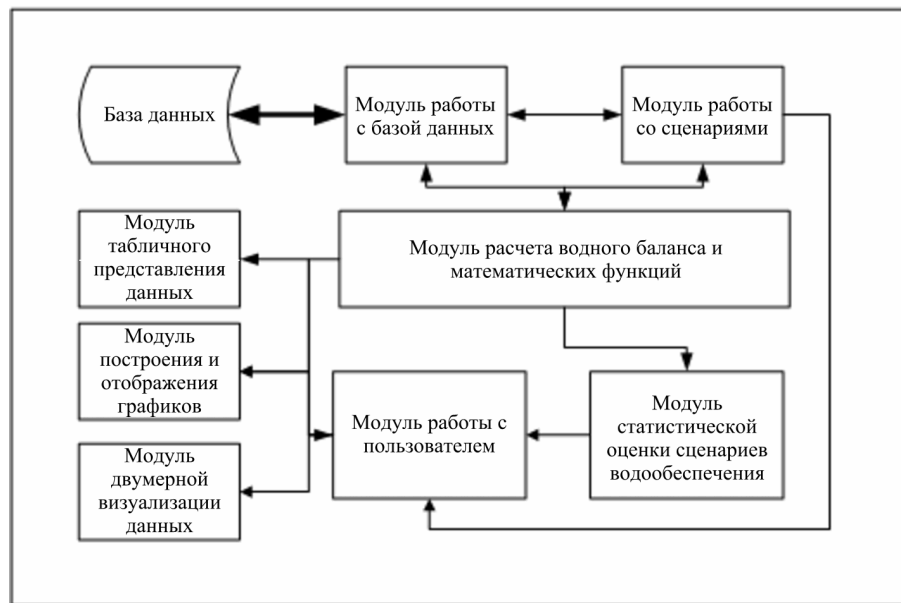 База данных
Модуль работы
с базой данных
Модуль работы
со сценариями
Модуль
табличного
представления
данных
Модуль расчета водного баланса и
математических функций
Модуль
построения и
отображения
графиков
Модуль работы с
пользователем
Модуль
статистической
оценки сценариев
водообеспечения
Модуль
двумерной
визуализации
данных